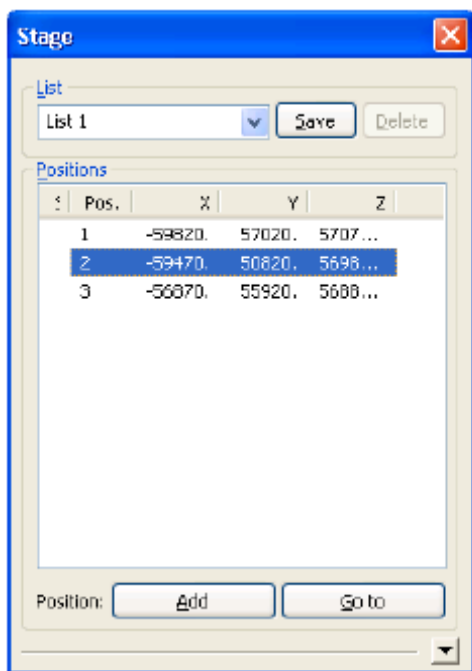 Stage
List
List 1 Save Delete
Positions
Pos. X Y Z
1 -59820. 57020. 5707...
2 -59470. 50820. 5698...
3 -56870. 55920. 5688...
Position: Add Go to